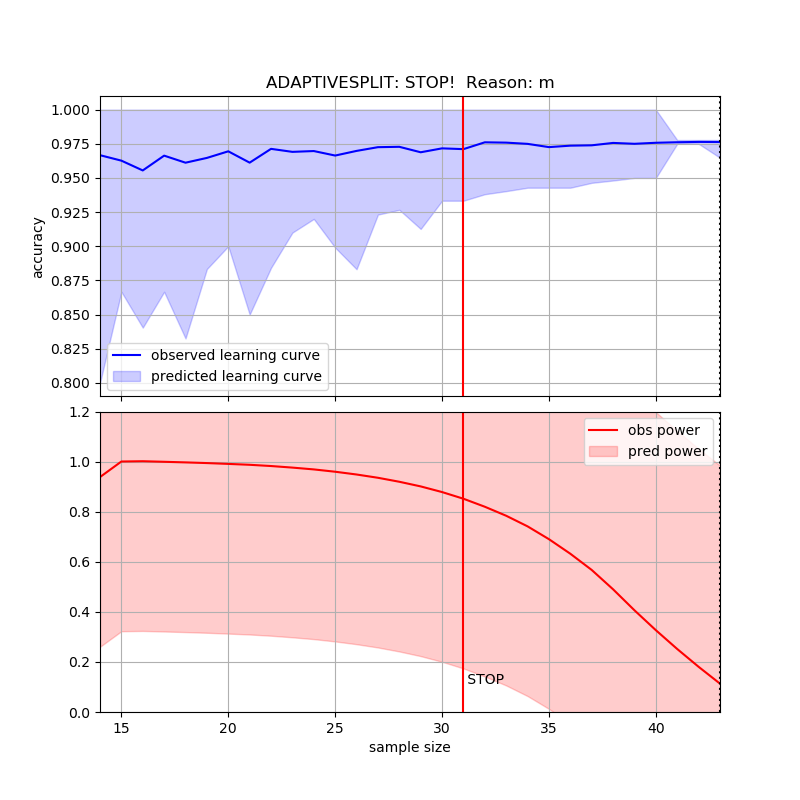 ADAPTIVESPLIT: STOP!  Reason: m
1.000
0.975
0.950
0.925
0.900
0.875
0.850
0.825
0.800
accuracy
observed learning curve
predicted learning curve
1.2
1.0
0.8
0.6
0.4
0.2
0.0
obs power
pred power
STOP
15 20 25 30 35 40
sample size